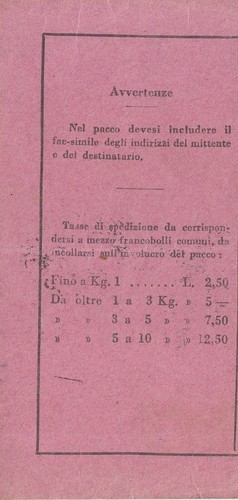 Avvertenze
Nel pacco devesi includere il
fac-simile degli indirizzi del mittente
e del destinatario.
Tasse di spedizione da corrispon-
dersi a mezzo francobolli comuni, da
incollarsi sull'involucro del pacco :
Fino a Kg. 1 ....... L. 2,50
Da oltre 1 a 3 Kg. » 5 —
» » 3 a 5 » » 7,50
» » 5 a 10 » » 12,50